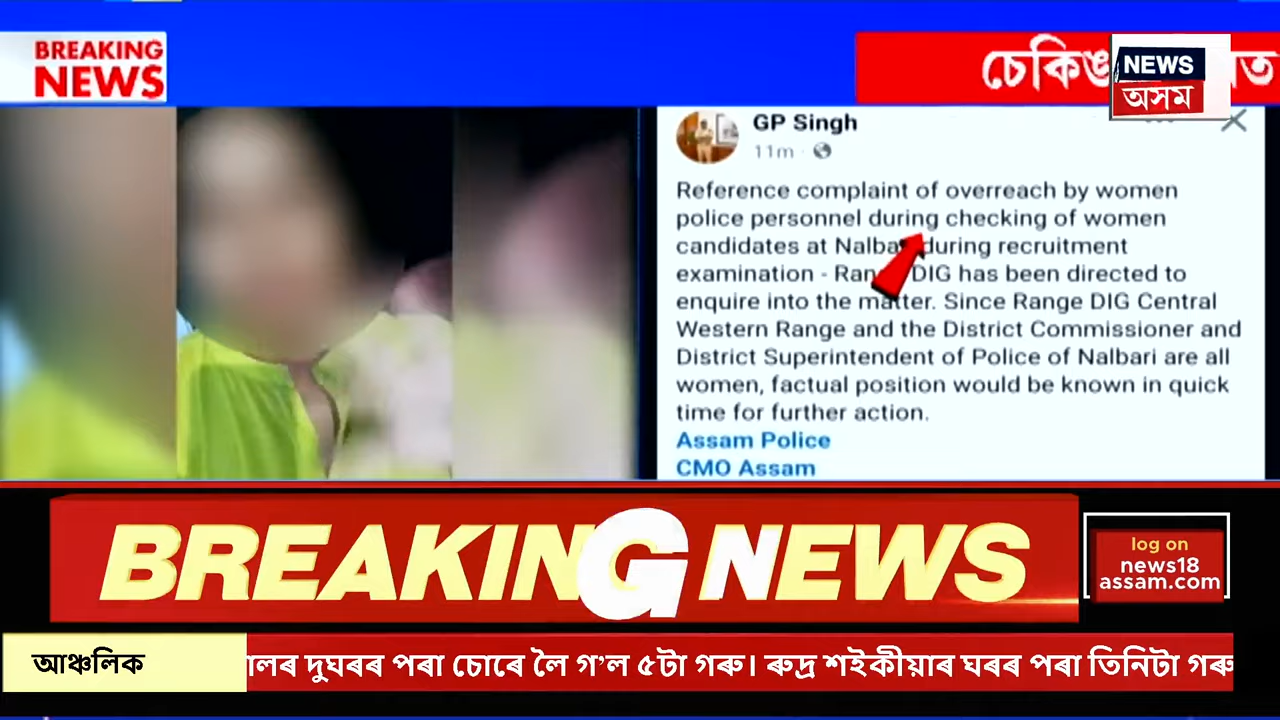 BREAKING
NEWS
চেকিঙ
NEWS
অসম
GP Singh
11m
Reference complaint of overreach by women
police personnel during checking of women
candidates at during recruitment
examination - DIG has been directed to
enquire into the matter. Since Range DIG Central
Western Range and the District Commissioner and
District Superintendent of Police of Nalbari are all
women, factual position would be known in quick
time for further action.
Assam Police
CMO Assam
BREAKING NEWS
log on
news18
assam.com
আঞ্চলিক
দুঘৰৰ পৰা চোৰে লৈ গ’ল ৫টা গৰু। ৰুদ্ৰ শইকীয়াৰ ঘৰৰ পৰা তিনিটা গৰু